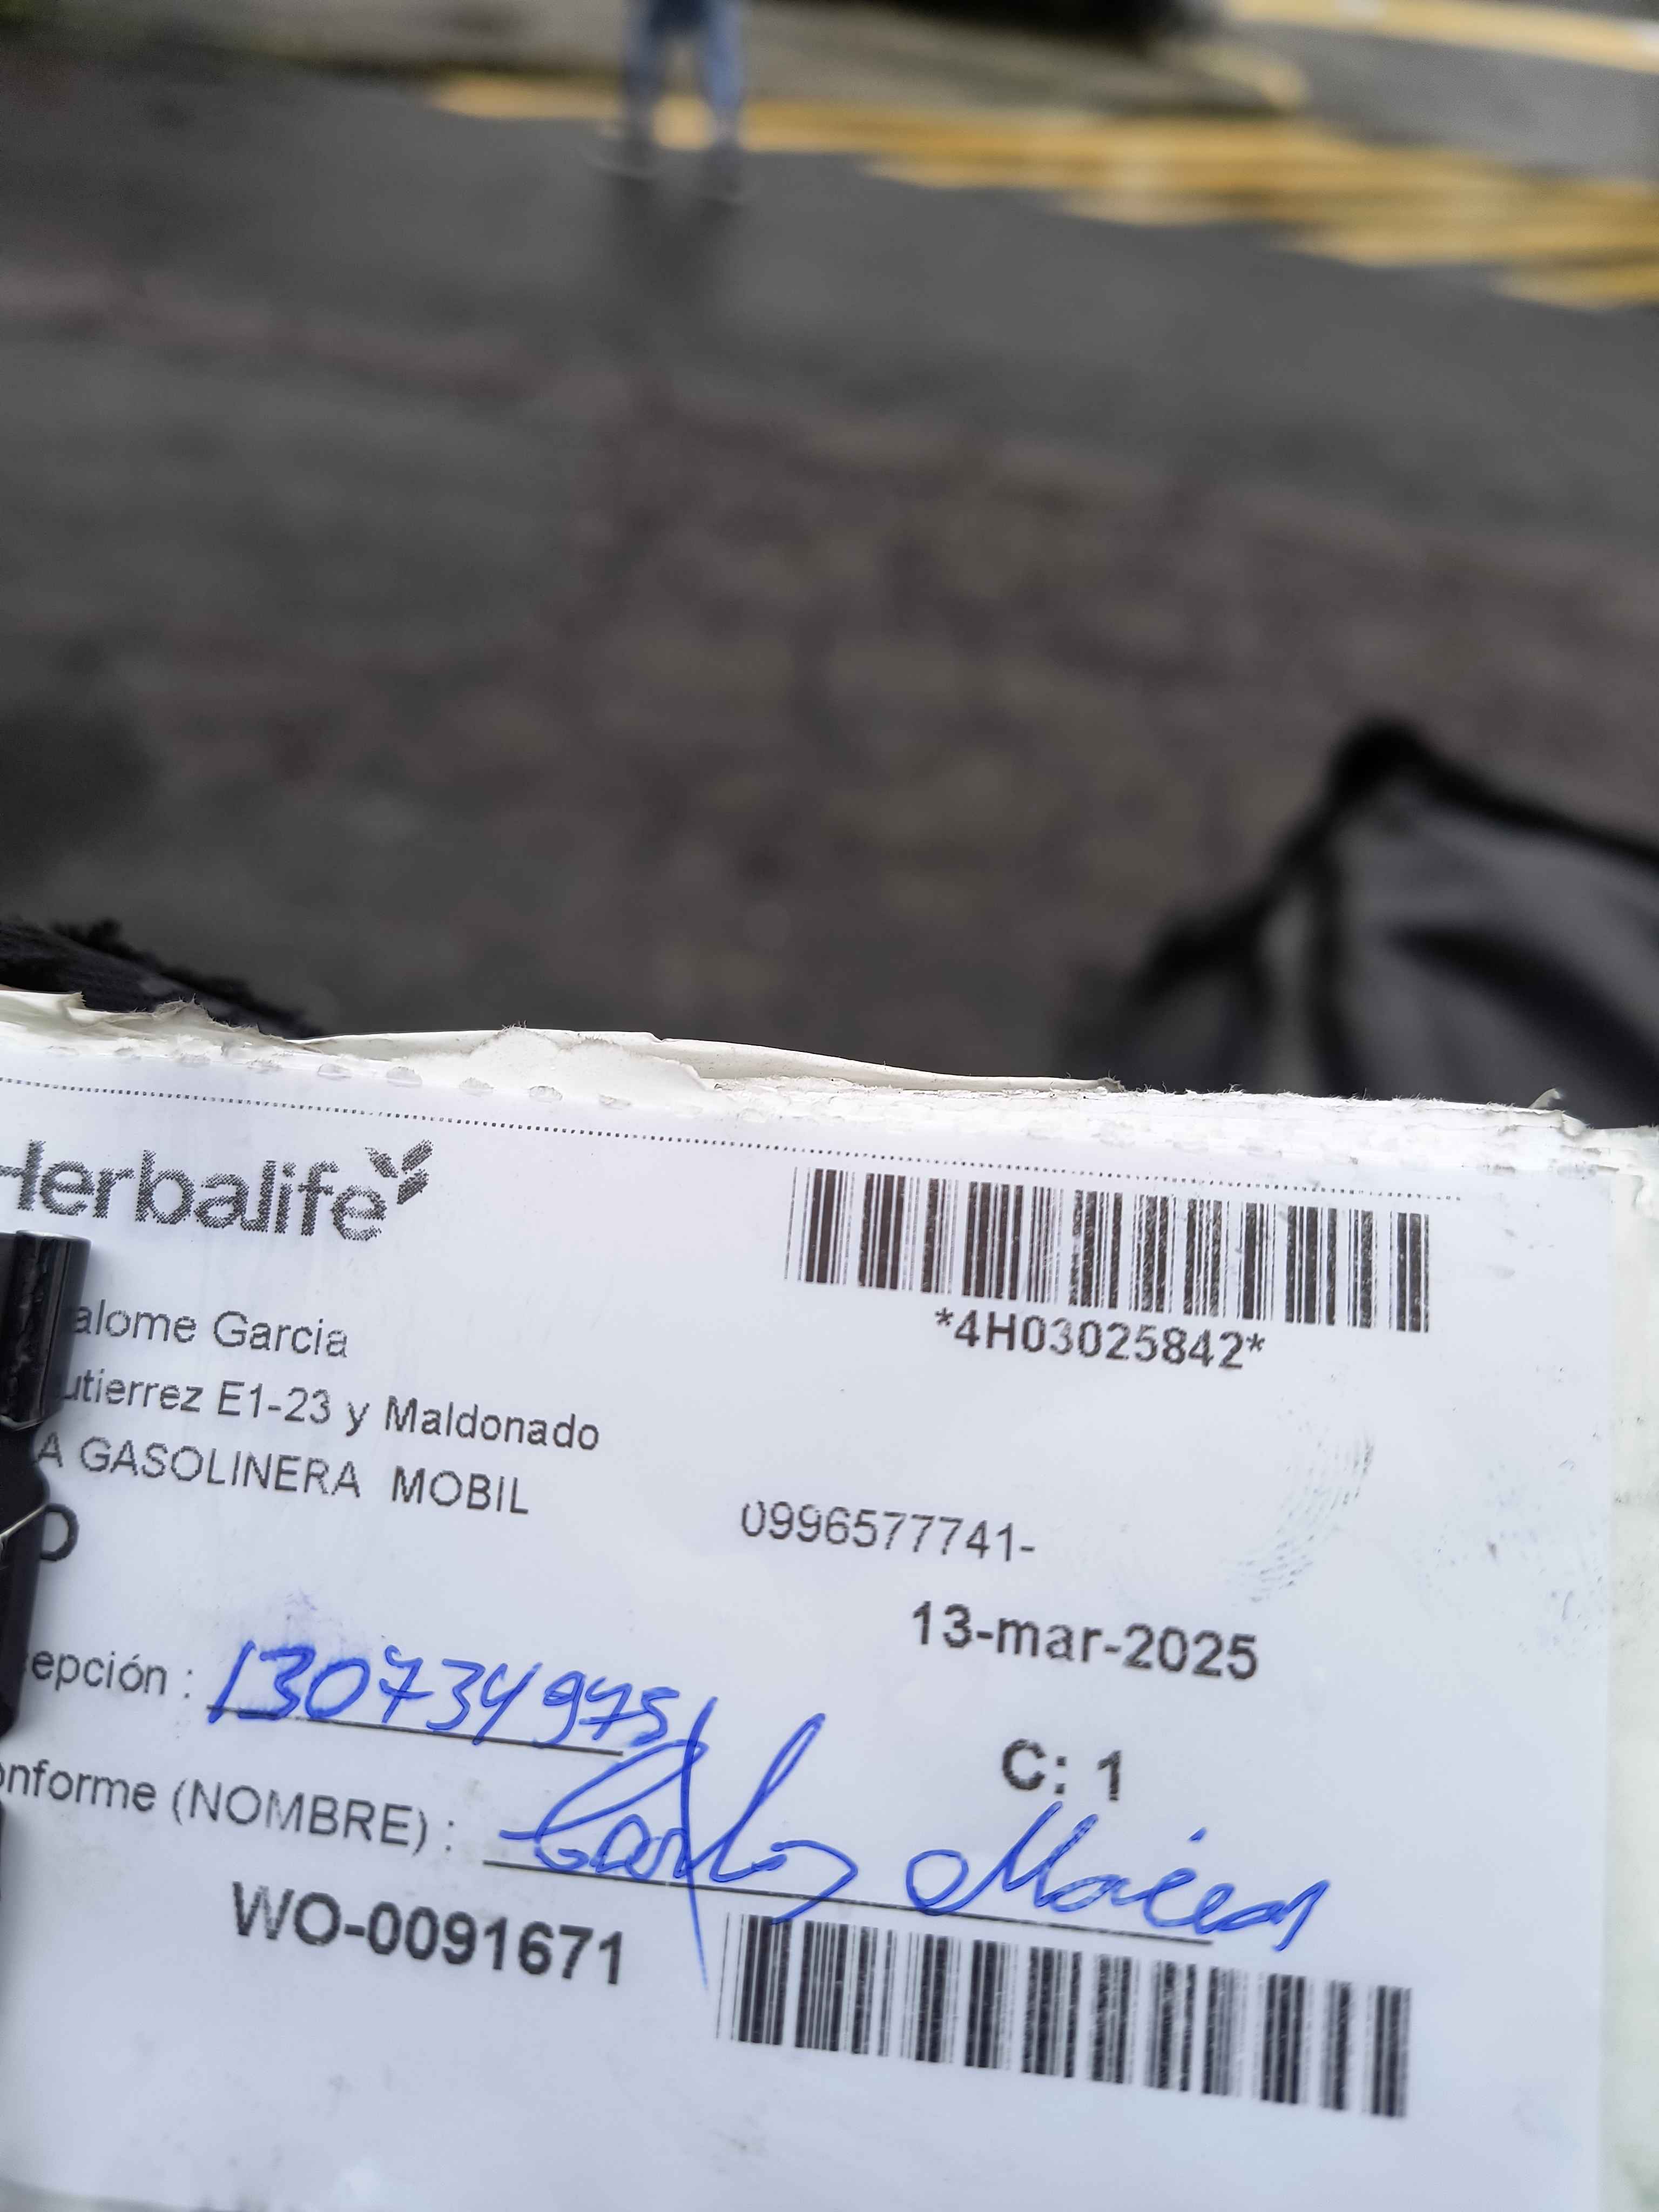 Herbalife
*4H03025842*
alome Garcia
utierrez E1-23 y Maldonado
A GASOLINERA MOBIL
0996577741-
O
13-mar-2025
epción : 130734975
C: 1
onforme (NOMBRE) : Carlos
WO-0091671